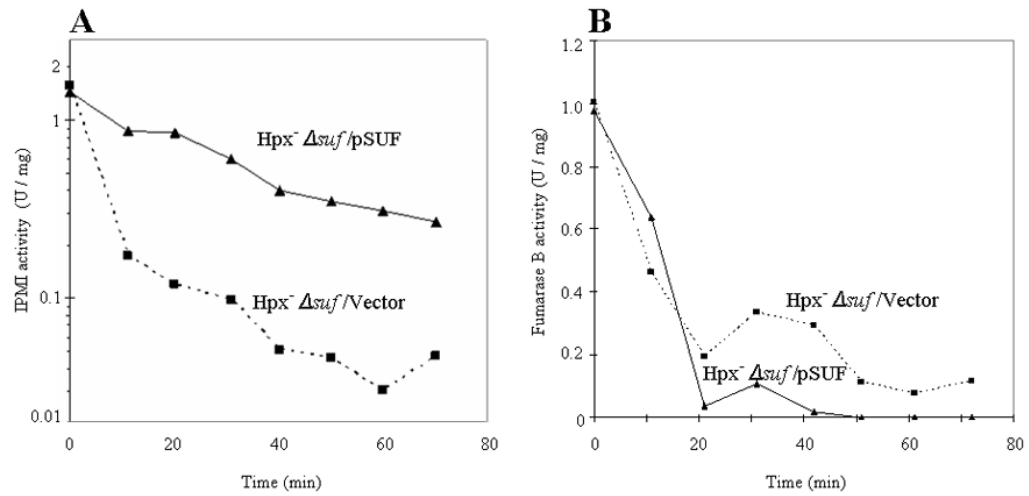 A
IPMI activity (U / mg)
2
1
0.1
0.01
Hpx⁻ Δsuf/pSUF
Hpx⁻ Δsuf/Vector
0 20 40 60 80
Time (min)
B
Fumarase B activity (U / mg)
1.2
1.0
0.8
0.6
0.4
0.2
0
Hpx⁻ Δsuf/Vector
Hpx⁻ Δsuf/pSUF
0 20 40 60 80
Time (min)